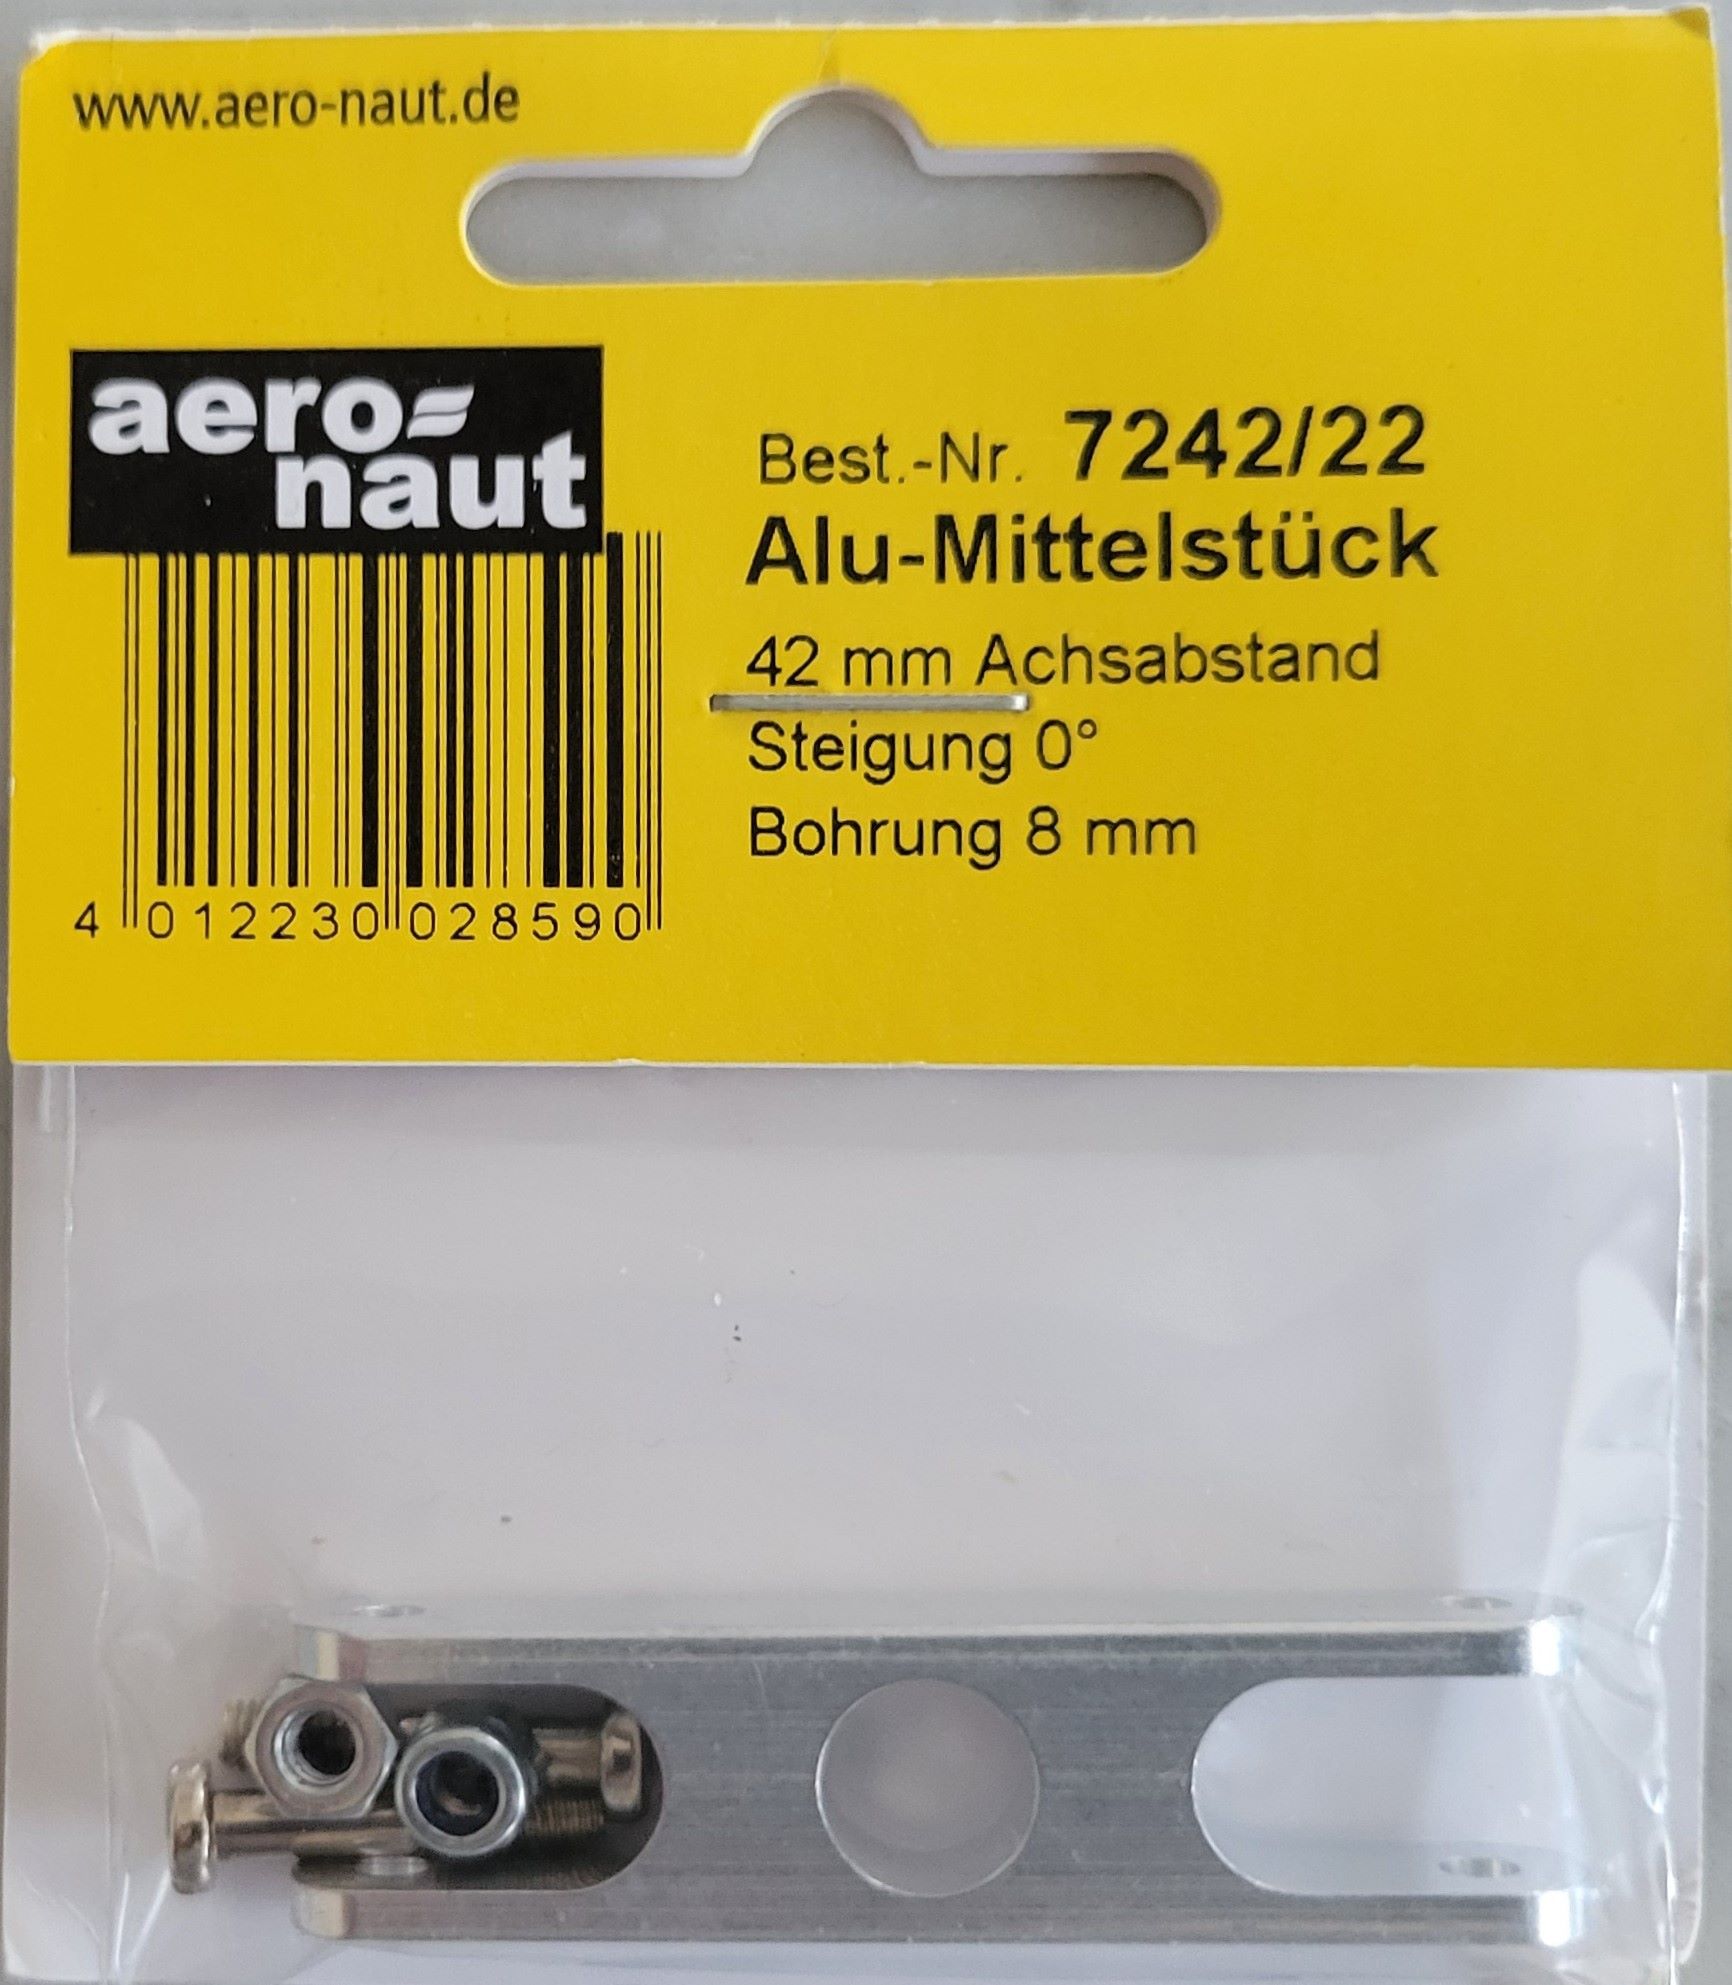 www.aero-naut.de
aero-
naut
Best.-Nr. 7242/22
Alu-Mittelstück
42 mm Achsabstand
Steigung 0°
Bohrung 8 mm
4 012230 028590